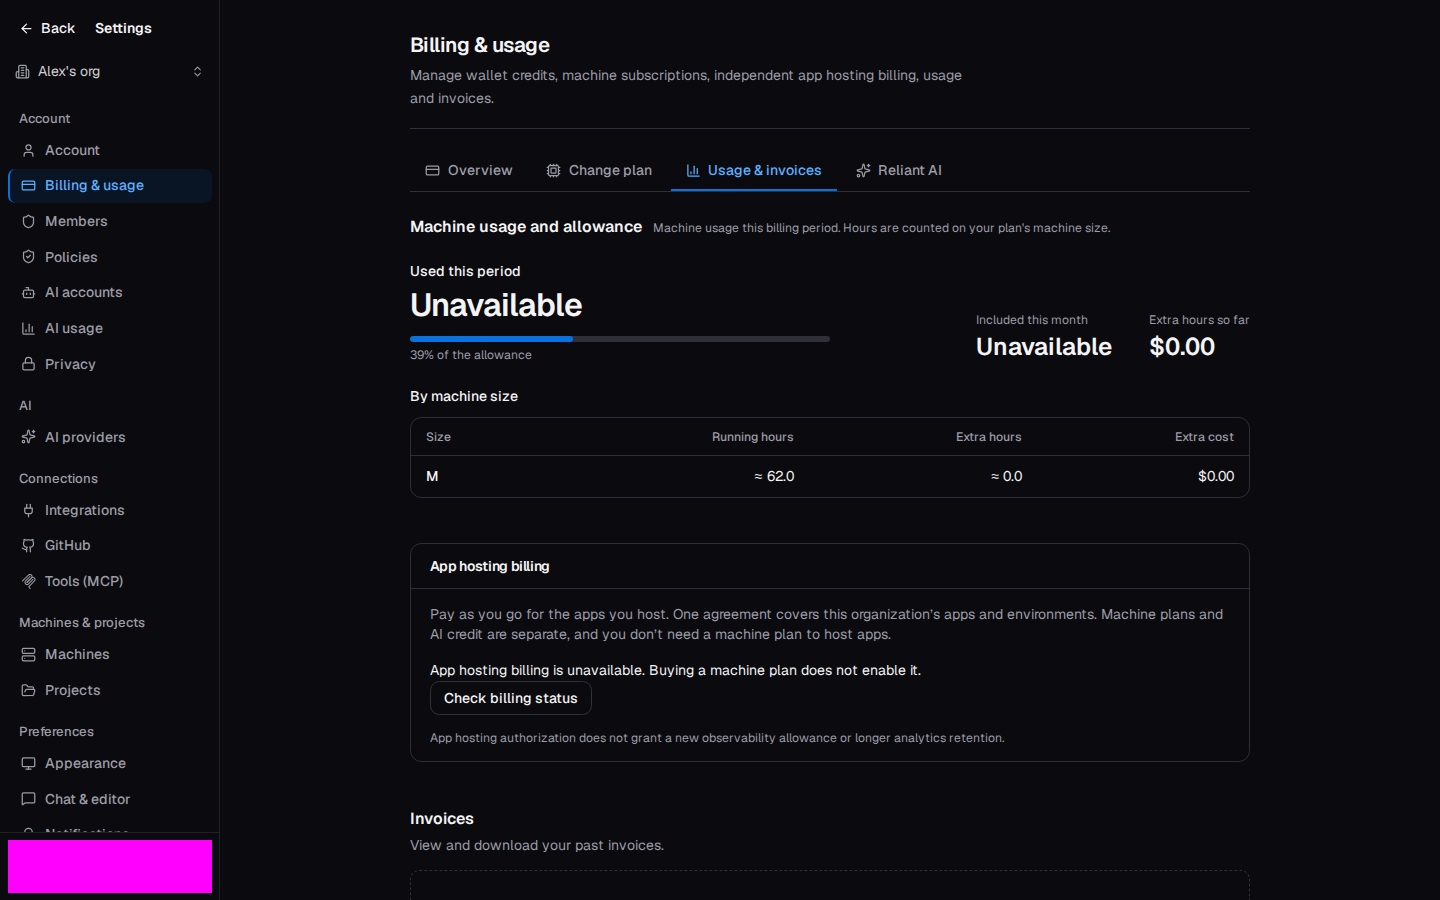 Back Settings
Alex's org
Account
Account
Billing & usage
Members
Policies
AI accounts
AI usage
Privacy
AI
AI providers
Connections
Integrations
GitHub
Tools (MCP)
Machines & projects
Machines
Projects
Preferences
Appearance
Chat & editor
Notifications
Billing & usage
Manage wallet credits, machine subscriptions, independent app hosting billing, usage
and invoices.
Overview Change plan Usage & invoices Reliant AI
Machine usage and allowance Machine usage this billing period. Hours are counted on your plan's machine size.
Used this period
Unavailable
39% of the allowance
Included this month
Unavailable
Extra hours so far
$0.00
By machine size
Size Running hours Extra hours Extra cost
M ≈ 62.0 ≈ 0.0 $0.00
App hosting billing
Pay as you go for the apps you host. One agreement covers this organization's apps and environments. Machine plans and
AI credit are separate, and you don't need a machine plan to host apps.
App hosting billing is unavailable. Buying a machine plan does not enable it.
Check billing status
App hosting authorization does not grant a new observability allowance or longer analytics retention.
Invoices
View and download your past invoices.